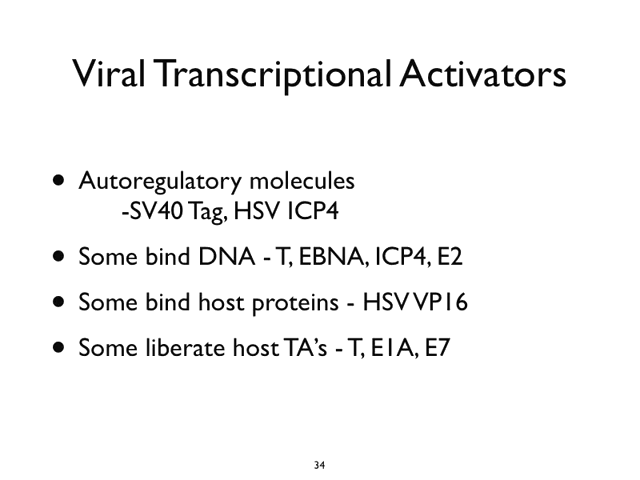 Viral Transcriptional Activators
• Autoregulatory molecules
-SV40 Tag, HSV ICP4
• Some bind DNA - T, EBNA, ICP4, E2
• Some bind host proteins - HSV VP16
• Some liberate host TA's - T, E1A, E7
34